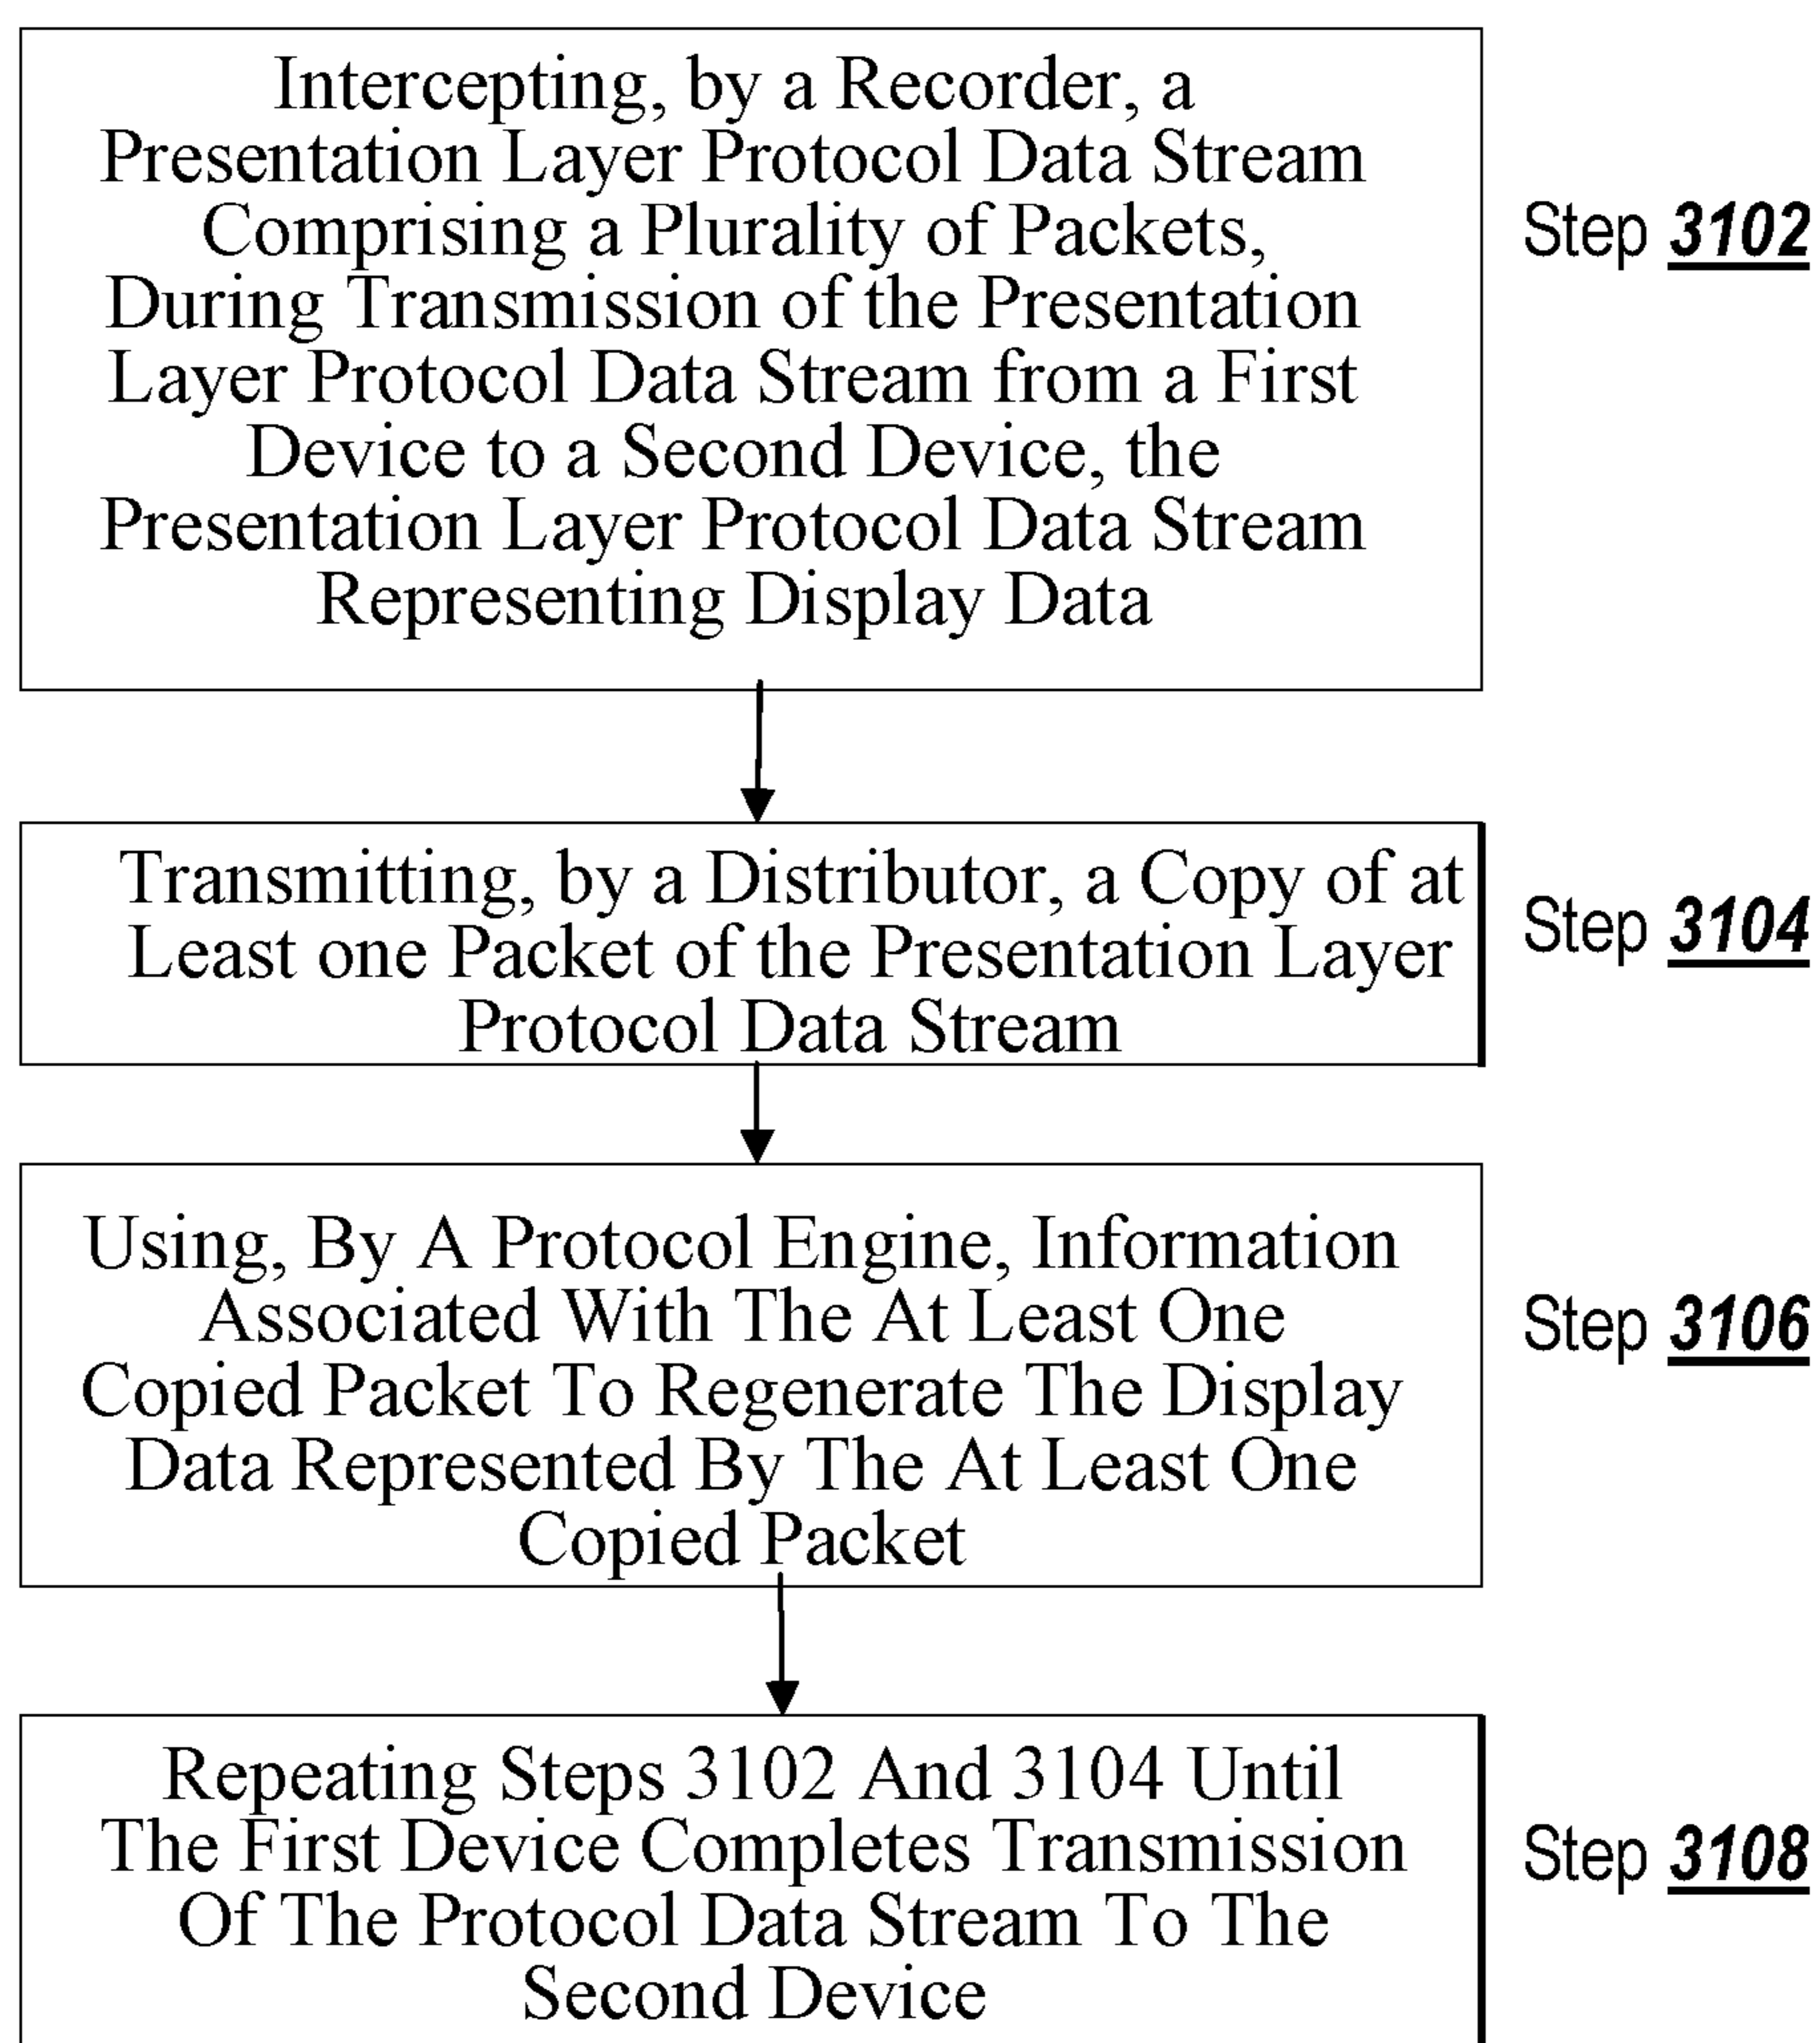 Intercepting, by a Recorder, a
Presentation Layer Protocol Data Stream
Comprising a Plurality of Packets,
During Transmission of the Presentation
Layer Protocol Data Stream from a First
Device to a Second Device, the
Presentation Layer Protocol Data Stream
Representing Display Data
Step 3102
Transmitting, by a Distributor, a Copy of at
Least one Packet of the Presentation Layer
Protocol Data Stream
Step 3104
Using, By A Protocol Engine, Information
Associated With The At Least One
Copied Packet To Regenerate The Display
Data Represented By The At Least One
Copied Packet
Step 3106
Repeating Steps 3102 And 3104 Until
The First Device Completes Transmission
Of The Protocol Data Stream To The
Second Device
Step 3108